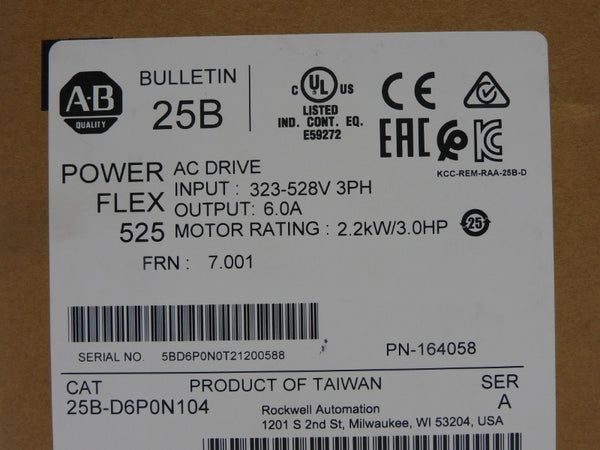 A-B
QUALITY
BULLETIN
25B
C UL US
LISTED
IND. CONT. EQ.
E59272
CE
EAC
KC
KCC-REM-RAA-25B-D
POWER
FLEX
525
AC DRIVE
INPUT : 323-528V 3PH
OUTPUT: 6.0A
MOTOR RATING : 2.2kW/3.0HP
25
FRN : 7.001
SERIAL NO. 5BD6P0N0T21200588
PN-164058
CAT
25B-D6P0N104
PRODUCT OF TAIWAN
Rockwell Automation
1201 S 2nd St, Milwaukee, WI 53204, USA
SER
A